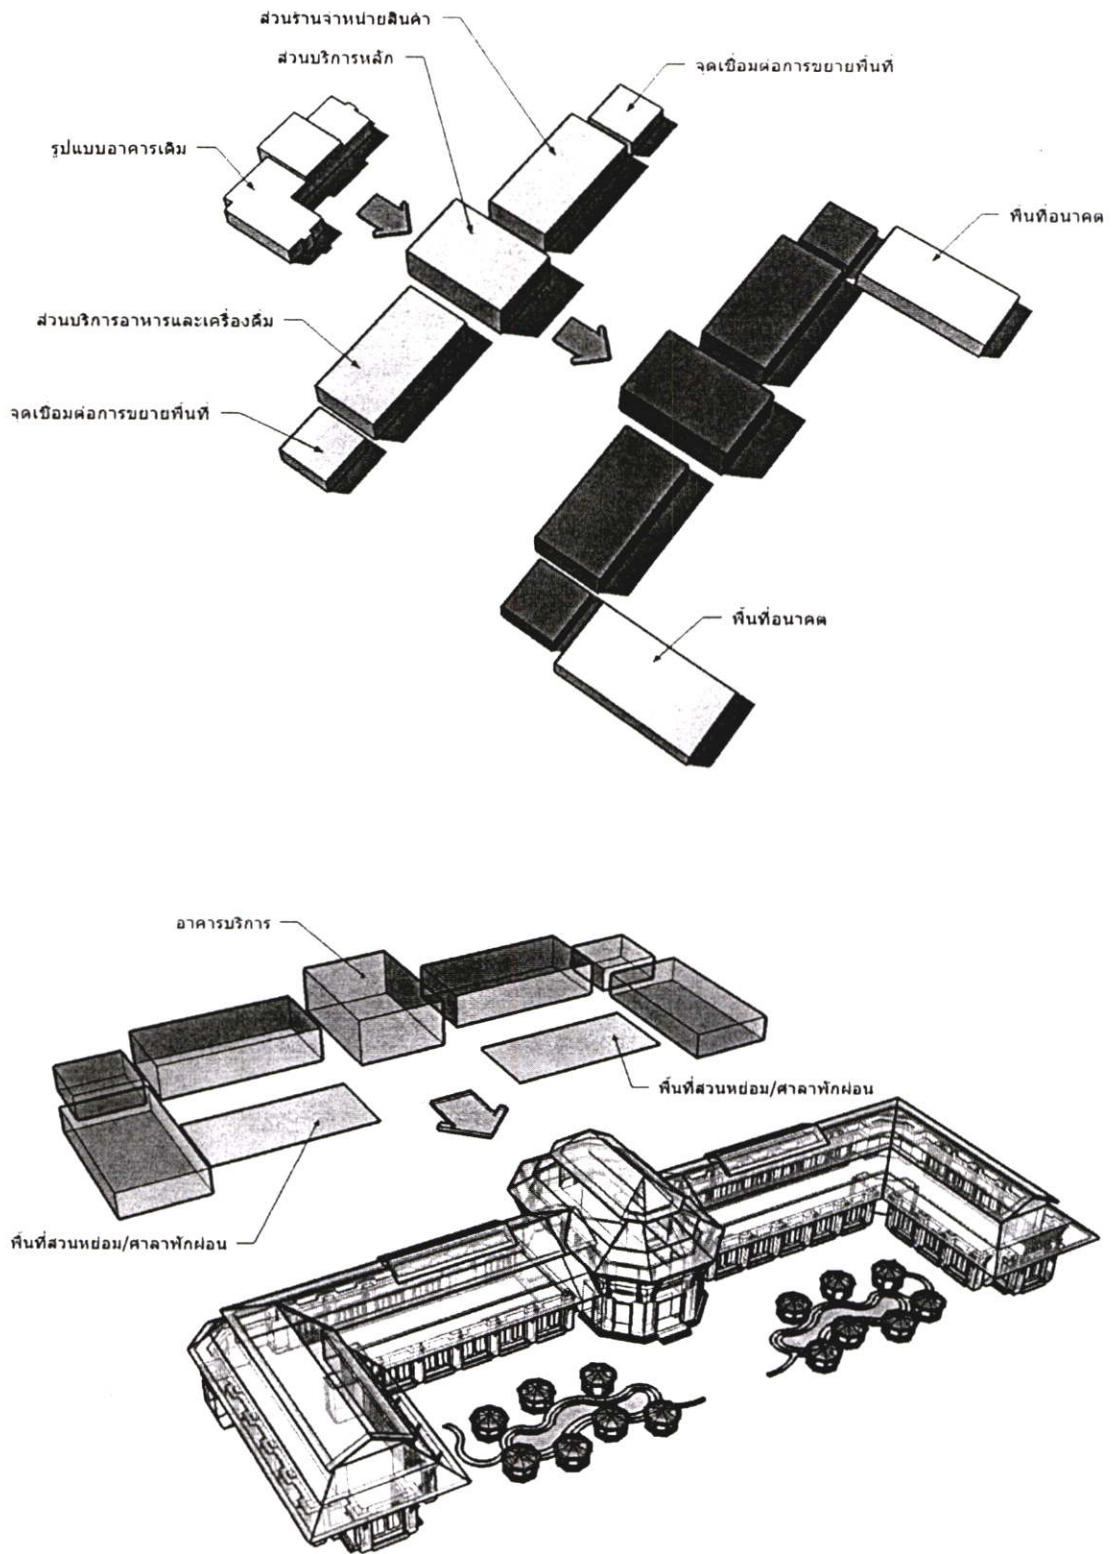 ส่วนร้านจำหน่ายสินค้า
ส่วนบริการหลัก
จุดเชื่อมต่อการขยายพื้นที่
รูปแบบอาคารเดิม
พื้นที่อนาคต
ส่วนบริการอาหารและเครื่องดื่ม
จุดเชื่อมต่อการขยายพื้นที่
พื้นที่อนาคต
อาคารบริการ
พื้นที่สวนหย่อม/ศาลาพักผ่อน
พื้นที่สวนหย่อม/ศาลาพักผ่อน